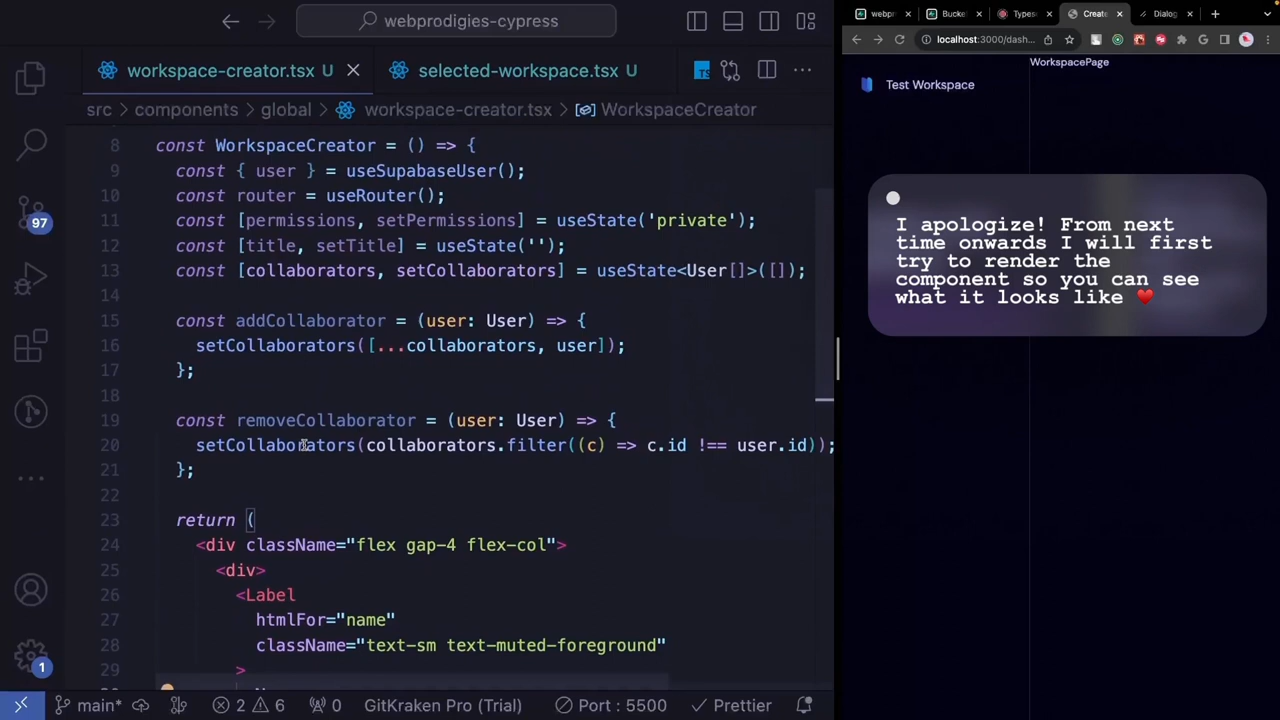 webprodigies-cypress
workspace-creator.tsx U
selected-workspace.tsx U
src > components > global > workspace-creator.tsx > WorkspaceCreator
8 const WorkspaceCreator = () => {
9 const { user } = useSupabaseUser();
10 const router = useRouter();
11 const [permissions, setPermissions] = useState('private');
12 const [title, setTitle] = useState('');
13 const [collaborators, setCollaborators] = useState<User[]>([]);
14
15 const addCollaborator = (user: User) => {
16 setCollaborators([...collaborators, user]);
17 };
18
19 const removeCollaborator = (user: User) => {
20 setCollaborators(collaborators.filter((c) => c.id !== user.id));
21 };
22
23 return (
24 <div className="flex gap-4 flex-col">
25 <div>
26 <Label
27 htmlFor="name"
28 className="text-sm text-muted-foreground"
29 >
97
1
main*
2 6
0
GitKraken Pro (Trial)
Port : 5500
Prettier
webpr
Bucke
Types
Create
Dialog
localhost:3000/dash...
WorkspacePage
Test Workspace
I apologize! From next
time onwards I will first
try to render the
component so you can see
what it looks like ❤️